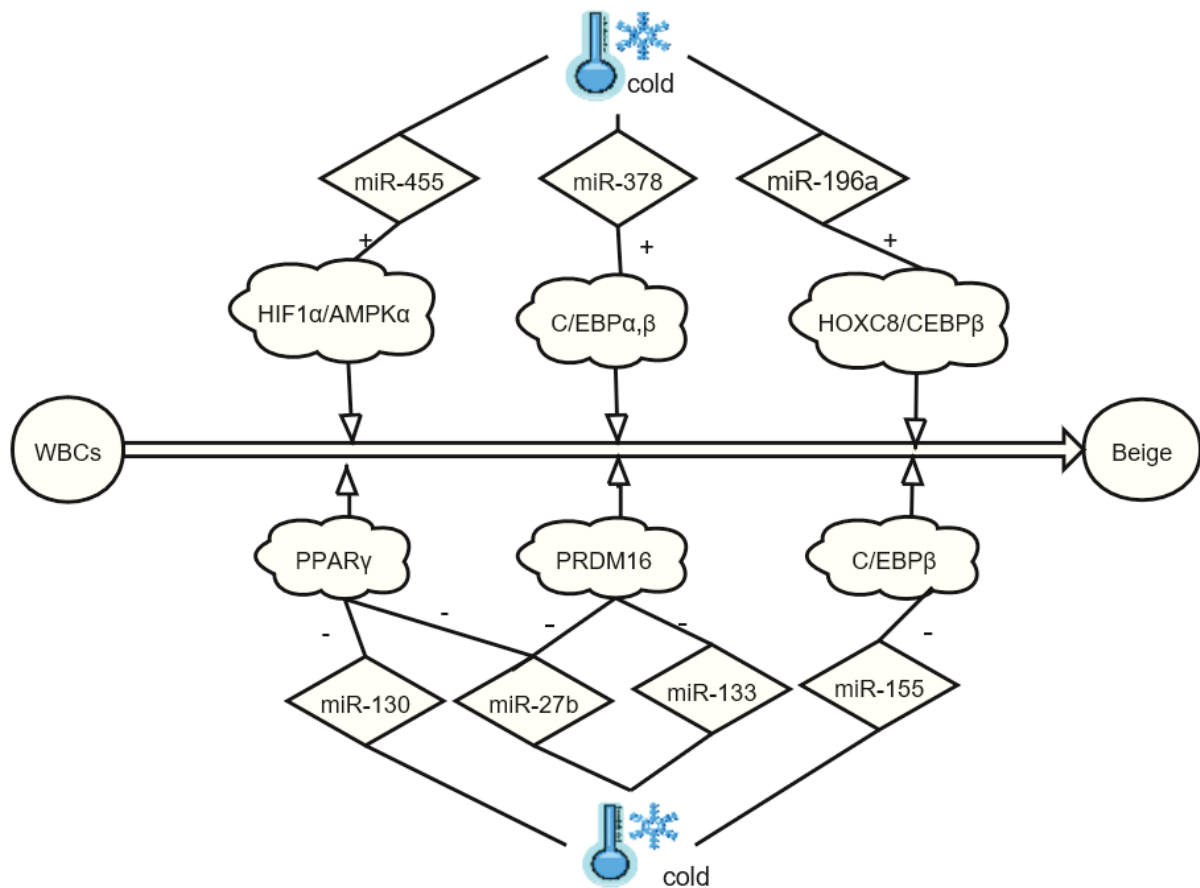 cold
miR-455
miR-378
miR-196a
+
+
+
HIF1α/AMPKα
C/EBPα,β
HOXC8/CEBPβ
WBCs
Beige
PPARγ
PRDM16
C/EBPβ
-
-
-
-
-
miR-130
miR-27b
miR-133
miR-155
cold